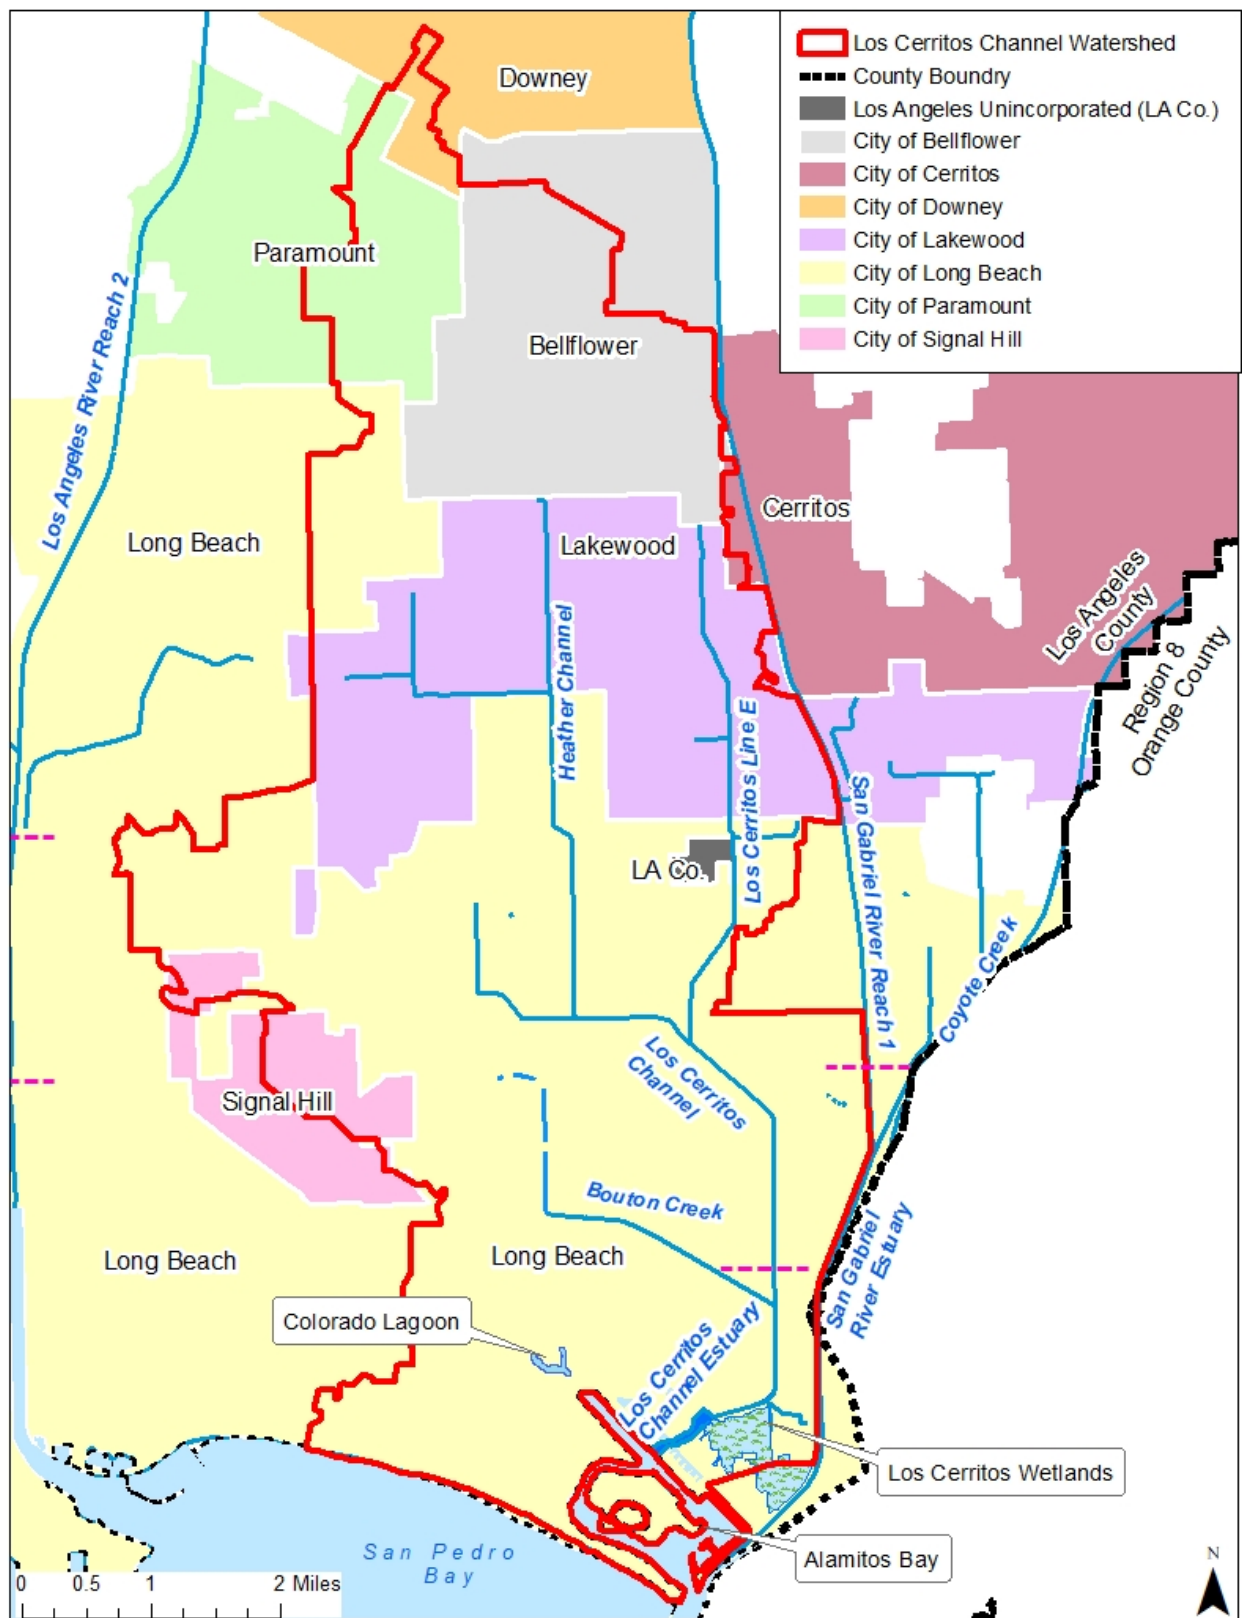 Los Cerritos Channel Watershed
County Boundry
Los Angeles Unincorporated (LA Co.)
City of Bellflower
City of Cerritos
City of Downey
City of Lakewood
City of Long Beach
City of Paramount
City of Signal Hill
Downey
Paramount
Los Angeles River Reach 2
Bellflower
Cerritos
Long Beach
Lakewood
Los Angeles
County
Region 8
Orange County
Heather Channel
Los Cerritos Line E
San Gabriel River Reach 1
LA Co.
Coyote Creek
Los Cerritos
Channel
Signal Hill
Bouton Creek
San Gabriel
River Estuary
Long Beach
Long Beach
Colorado Lagoon
Los Cerritos
Channel Estuary
Los Cerritos Wetlands
Alamitos Bay
San Pedro
Bay
0 0.5 1 2 Miles
N